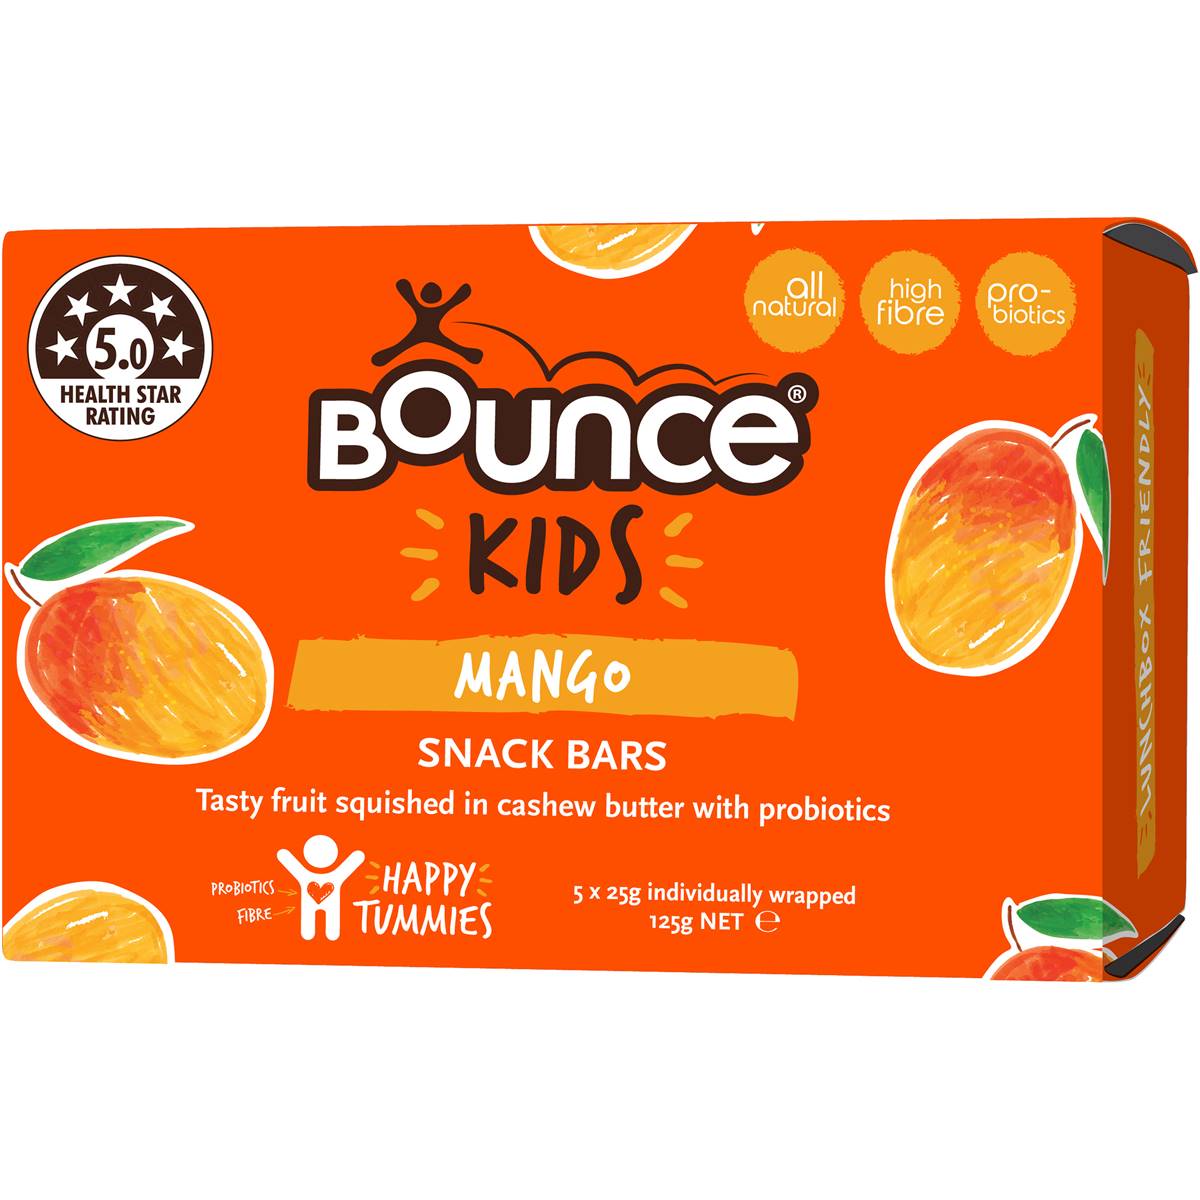 5.0
HEALTH STAR
RATING
all
natural
high
fibre
pro-
biotics
BOUNCE®
KIDS
MANGO
SNACK BARS
Tasty fruit squished in cashew butter with probiotics
PROBIOTICS
FIBRE
HAPPY
TUMMIES
5 x 25g individually wrapped
125g NET ℮
LUNCHBOX FRIENDLY